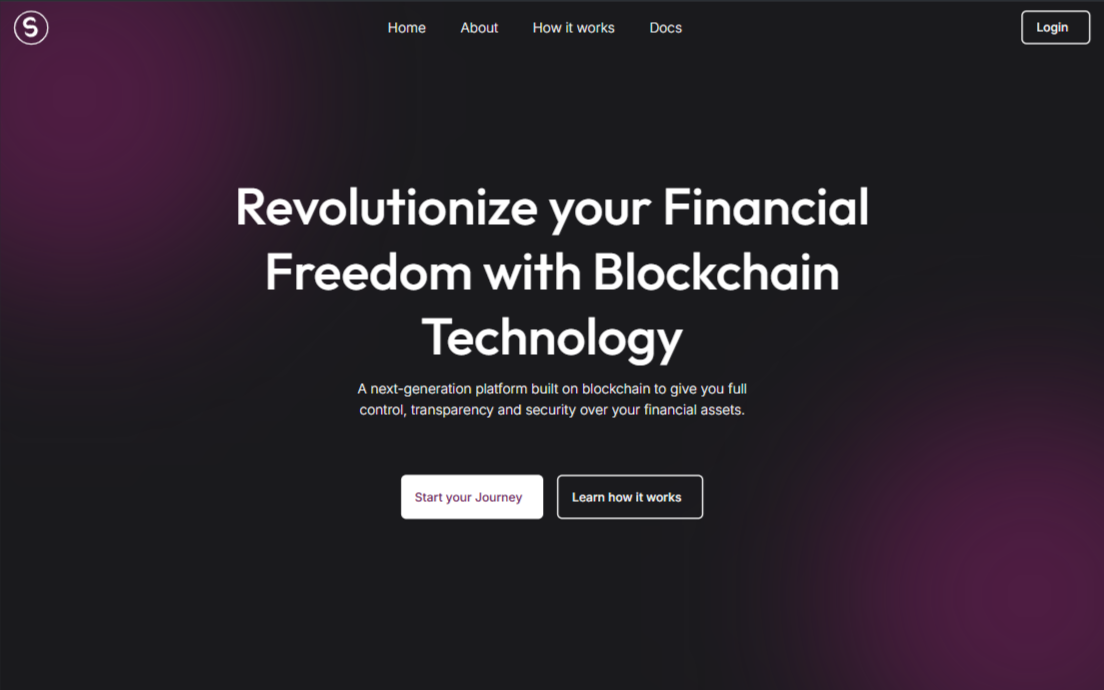 S
Home About How it works Docs
Login
Revolutionize your Financial
Freedom with Blockchain
Technology
A next-generation platform built on blockchain to give you full
control, transparency and security over your financial assets.
Start your Journey
Learn how it works